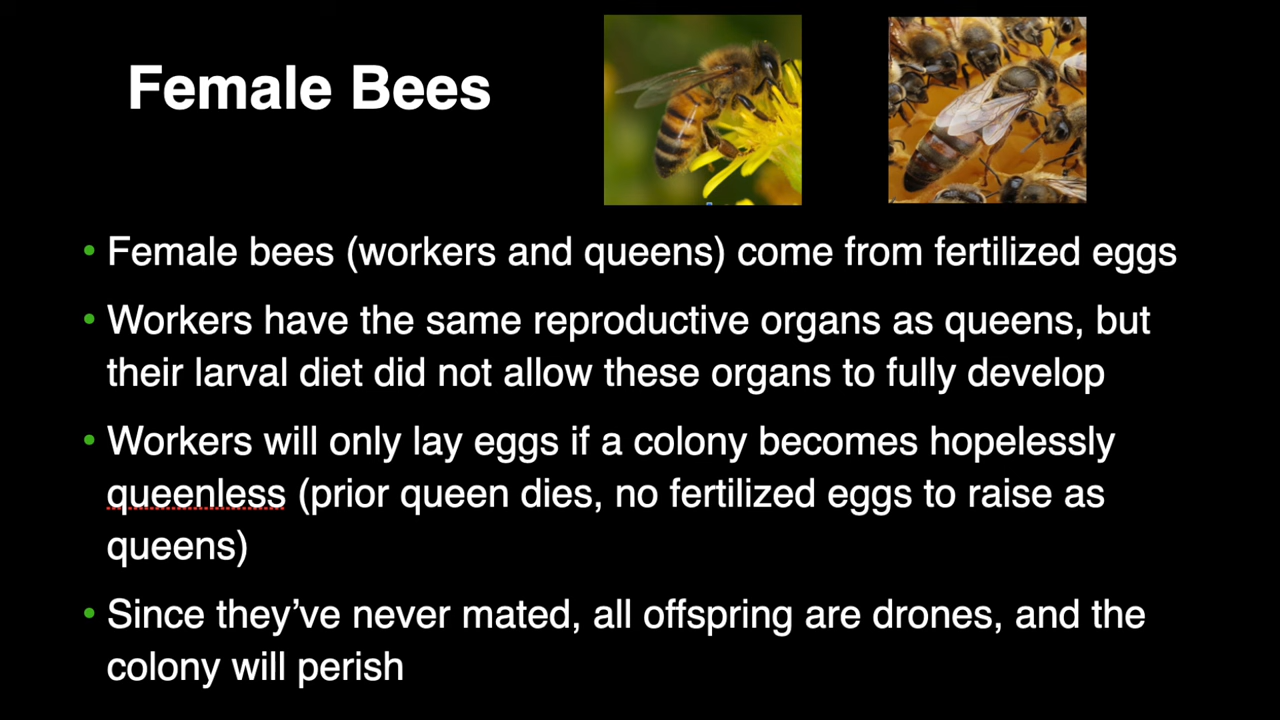 Female Bees
• Female bees (workers and queens) come from fertilized eggs
• Workers have the same reproductive organs as queens, but
their larval diet did not allow these organs to fully develop
• Workers will only lay eggs if a colony becomes hopelessly
queenless (prior queen dies, no fertilized eggs to raise as
queens)
• Since they’ve never mated, all offspring are drones, and the
colony will perish